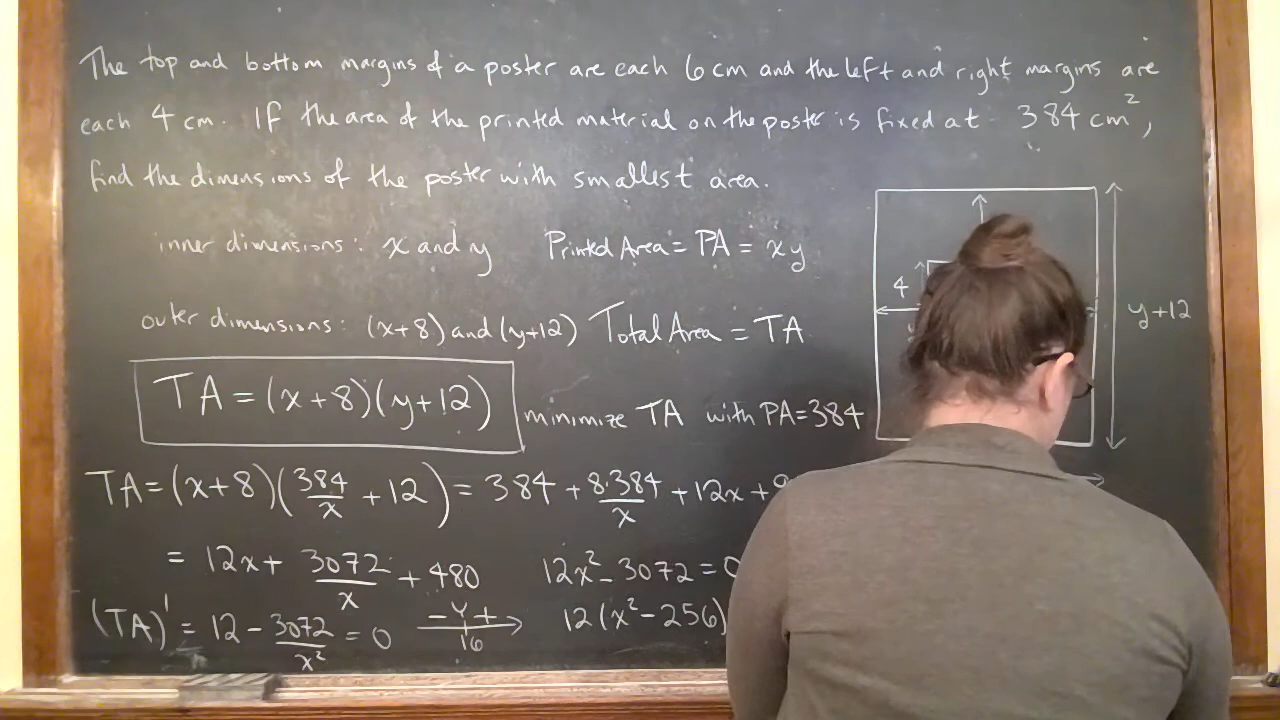 The top and bottom margins of a poster are each 6 cm and the left and right margins are
each 4 cm. If the area of the printed material on the poster is fixed at 384 cm²,
find the dimensions of the poster with smallest area.
inner dimensions: x and y Printed Area = PA = xy
4
y+12
outer dimensions: (x+8) and (y+12) Total Area = TA
TA = (x+8)(y+12)
minimize TA with PA=384
TA = (x+8)(384/x + 12) = 384 + 8·384/x + 12x +
= 12x + 3072/x + 480 12x² - 3072 = 0
(TA)' = 12 - 3072/x² = 0 - + 16 12(x² - 256)